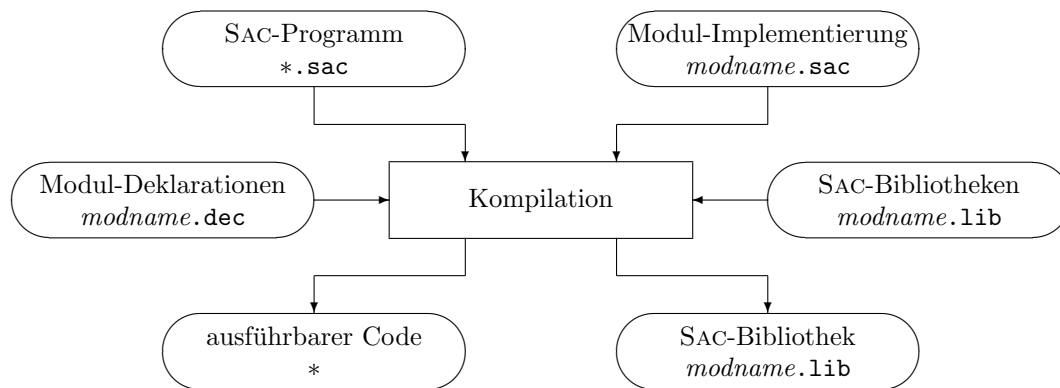 SAC-Programm
*.sac
Modul-Implementierung
modname.sac
Modul-Deklarationen
modname.dec
Kompilation
SAC-Bibliotheken
modname.lib
ausführbarer Code
*
SAC-Bibliothek
modname.lib